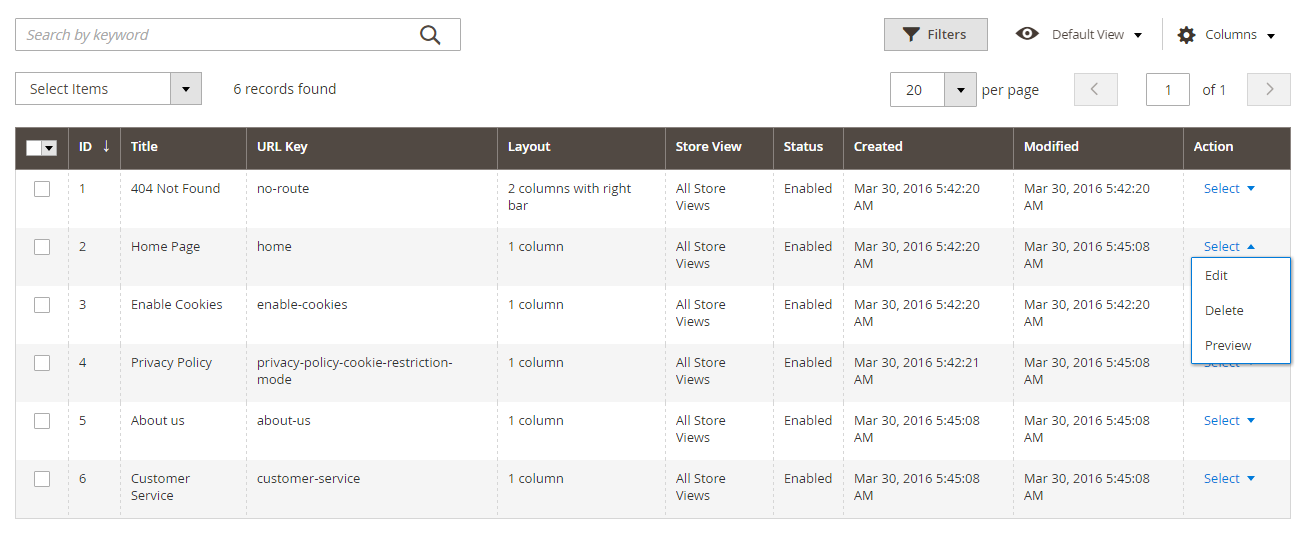 Search by keyword
Filters
Default View
Columns
Select Items
6 records found
20
per page
1
of 1
ID ↓ Title URL Key Layout Store View Status Created Modified Action
1 404 Not Found no-route 2 columns with right All Store Enabled Mar 30, 2016 5:42:20 Mar 30, 2016 5:42:20 Select
bar Views AM AM
2 Home Page home 1 column All Store Enabled Mar 30, 2016 5:42:20 Mar 30, 2016 5:45:08 Select
Views AM AM
Edit
3 Enable Cookies enable-cookies 1 column All Store Enabled Mar 30, 2016 5:42:20 Mar 30, 2016 5:42:20 Delete
Views AM AM
Preview
4 Privacy Policy privacy-policy-cookie-restriction- 1 column All Store Enabled Mar 30, 2016 5:42:21 Mar 30, 2016 5:45:08
mode Views AM AM
5 About us about-us 1 column All Store Enabled Mar 30, 2016 5:45:08 Mar 30, 2016 5:45:08 Select
Views AM AM
6 Customer customer-service 1 column All Store Enabled Mar 30, 2016 5:45:08 Mar 30, 2016 5:45:08 Select
Service Views AM AM